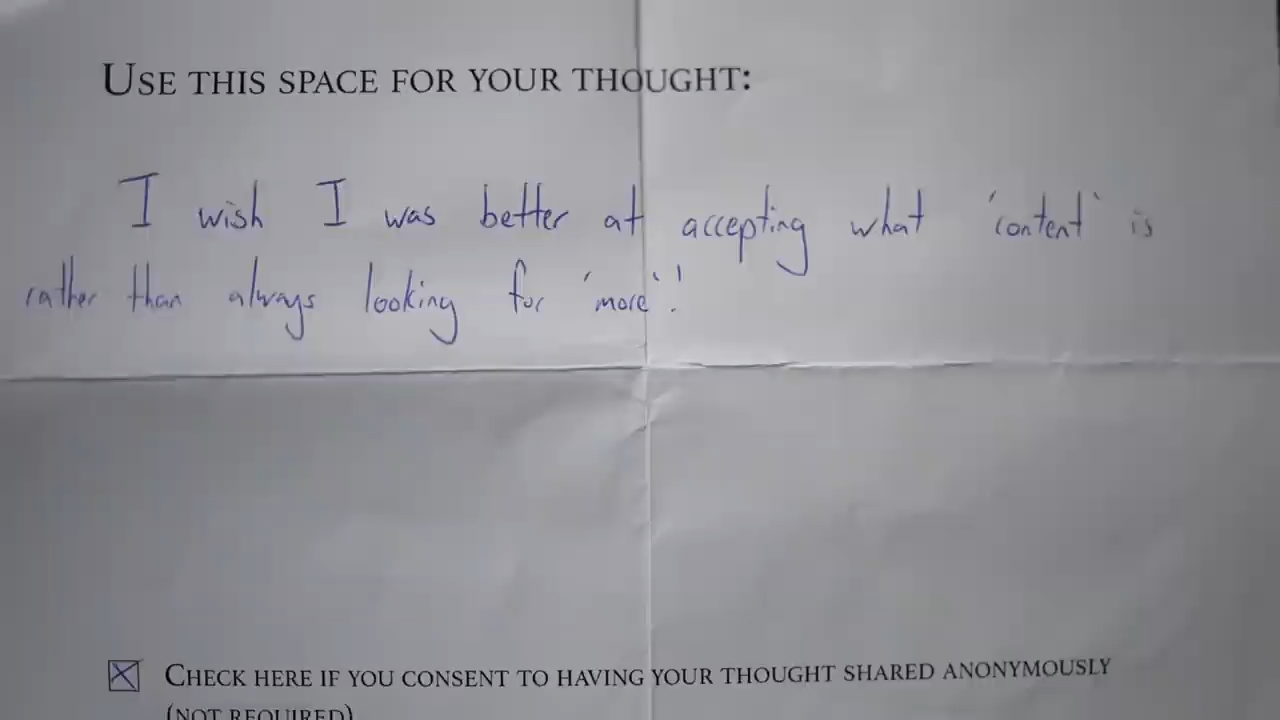 USE THIS SPACE FOR YOUR THOUGHT:
I wish I was better at accepting what 'content' is
rather than always looking for 'more'!
CHECK HERE IF YOU CONSENT TO HAVING YOUR THOUGHT SHARED ANONYMOUSLY
(NOT REQUIRED)